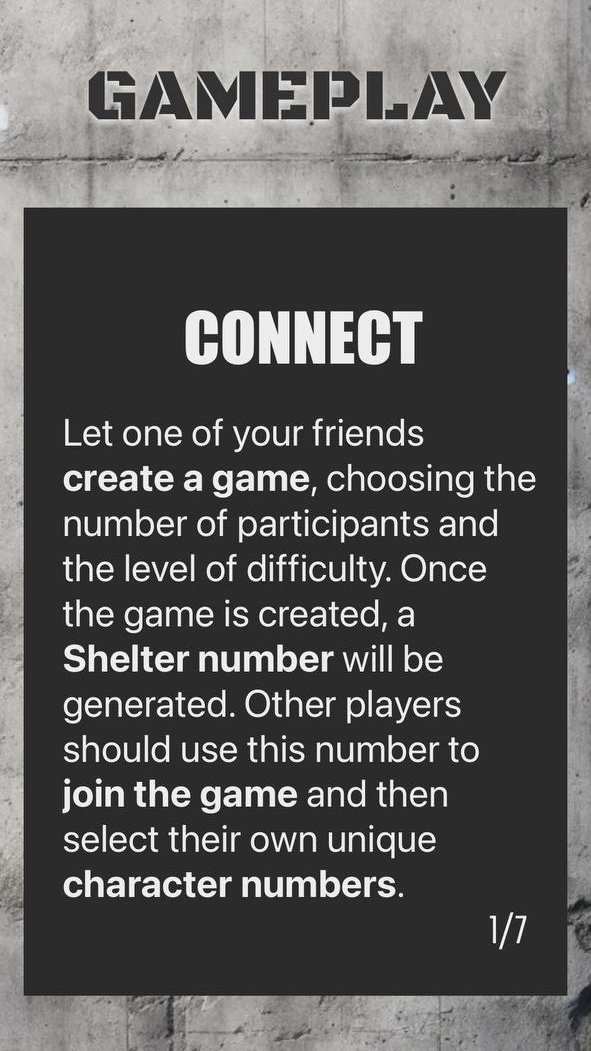 GAMEPLAY
CONNECT
Let one of your friends
create a game, choosing the
number of participants and
the level of difficulty. Once
the game is created, a
Shelter number will be
generated. Other players
should use this number to
join the game and then
select their own unique
character numbers.
1/7